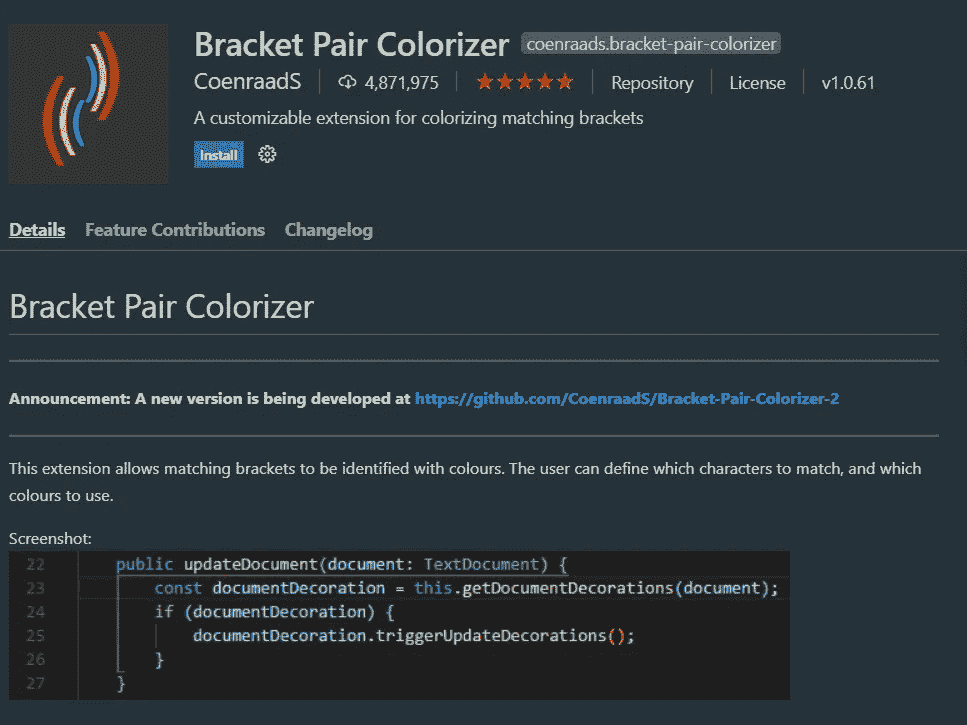 Bracket Pair Colorizer coenraads.bracket-pair-colorizer
CoenraadS 4,871,975 Repository License v1.0.61
A customizable extension for colorizing matching brackets
Install
Details Feature Contributions Changelog
Bracket Pair Colorizer
Announcement: A new version is being developed at https://github.com/CoenraadS/Bracket-Pair-Colorizer-2
This extension allows matching brackets to be identified with colours. The user can define which characters to match, and which
colours to use.
Screenshot:
22 public updateDocument(document: TextDocument) {
23 const documentDecoration = this.getDocumentDecorations(document);
24 if (documentDecoration) {
25 documentDecoration.triggerUpdateDecorations();
26 }
27 }